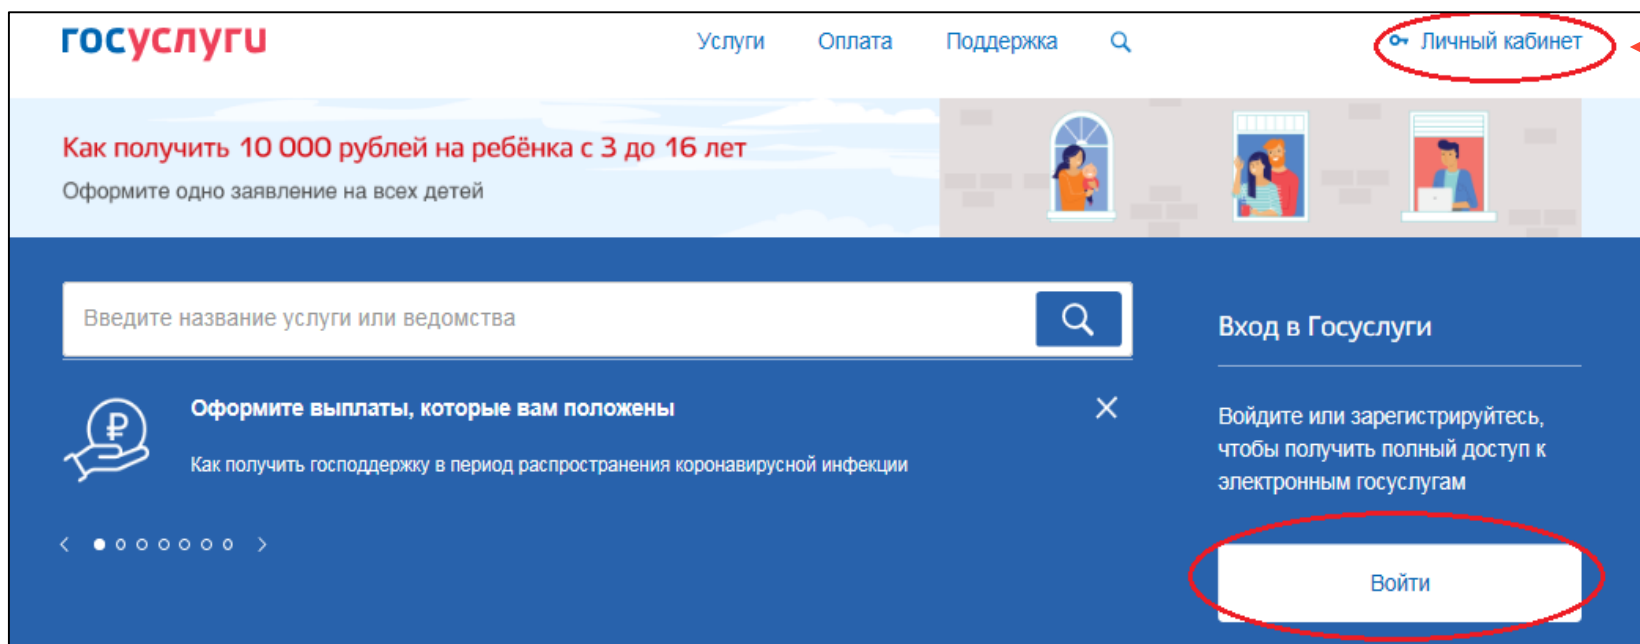 госуслуги
Услуги Оплата Поддержка
Личный кабинет
Как получить 10 000 рублей на ребёнка с 3 до 16 лет
Оформите одно заявление на всех детей
Введите название услуги или ведомства
Оформите выплаты, которые вам положены
Как получить господдержку в период распространения коронавирусной инфекции
Вход в Госуслуги
Войдите или зарегистрируйтесь,
чтобы получить полный доступ к
электронным госуслугам
Войти